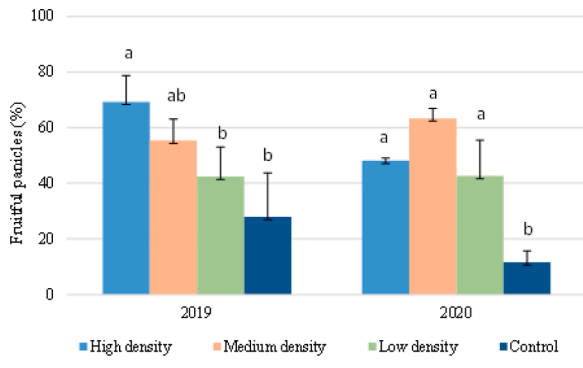 100
80
60
40
20
0
Fruitful panicles (%)
a
ab
b
b
a
a
a
b
2019 2020
High density Medium density Low density Control